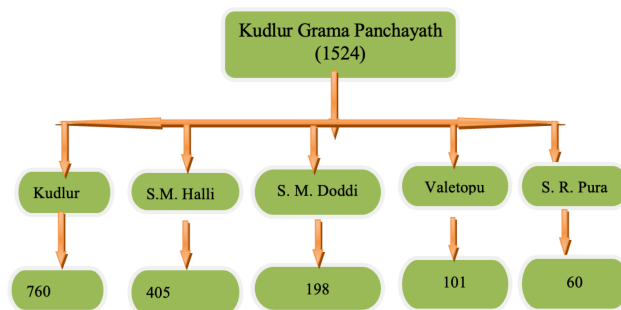 Kudlur Grama Panchayath
(1524)
Kudlur
S.M. Halli
S. M. Doddi
Valetopu
S. R. Pura
760
405
198
101
60